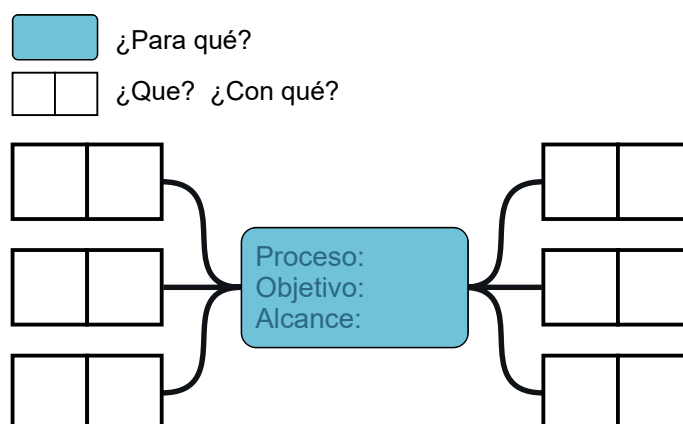 ¿Para qué?
¿Que? ¿Con qué?
Proceso:
Objetivo:
Alcance: